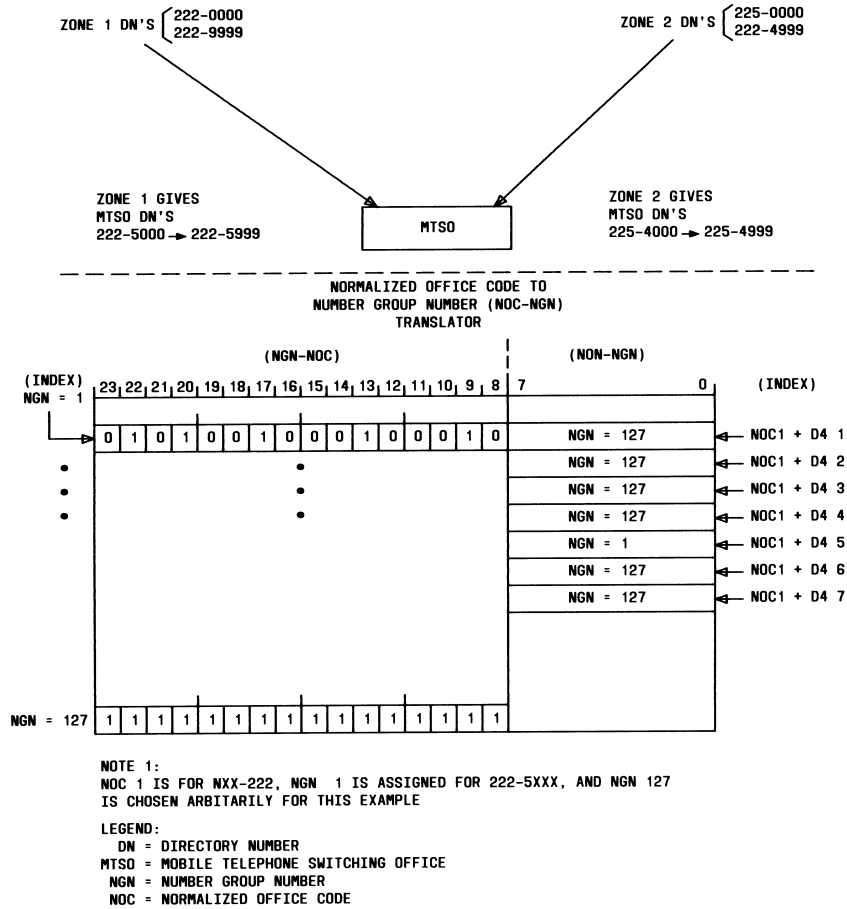 ZONE 1 DN'S { 222-0000
222-9999
ZONE 2 DN'S { 225-0000
222-4999
ZONE 1 GIVES
MTSO DN'S
222-5000 → 222-5999
MTSO
ZONE 2 GIVES
MTSO DN'S
225-4000 → 225-4999
NORMALIZED OFFICE CODE TO
NUMBER GROUP NUMBER (NOC-NGN)
TRANSLATOR
(NGN-NOC)
(NON-NGN)
(INDEX)
NGN = 1
23 22 21 20 19 18 17 16 15 14 13 12 11 10 9 8 7 0
(INDEX)
0 1 0 1 0 0 1 0 0 0 1 0 0 0 1 0 NGN = 127 NOC1 + D4 1
NGN = 127 NOC1 + D4 2
NGN = 127 NOC1 + D4 3
NGN = 127 NOC1 + D4 4
NGN = 1 NOC1 + D4 5
NGN = 127 NOC1 + D4 6
NGN = 127 NOC1 + D4 7
NGN = 127 1 1 1 1 1 1 1 1 1 1 1 1 1 1 1 1
NOTE 1:
NOC 1 IS FOR NXX-222, NGN 1 IS ASSIGNED FOR 222-5XXX, AND NGN 127
IS CHOSEN ARBITARILY FOR THIS EXAMPLE
LEGEND:
DN = DIRECTORY NUMBER
MTSO = MOBILE TELEPHONE SWITCHING OFFICE
NGN = NUMBER GROUP NUMBER
NOC = NORMALIZED OFFICE CODE